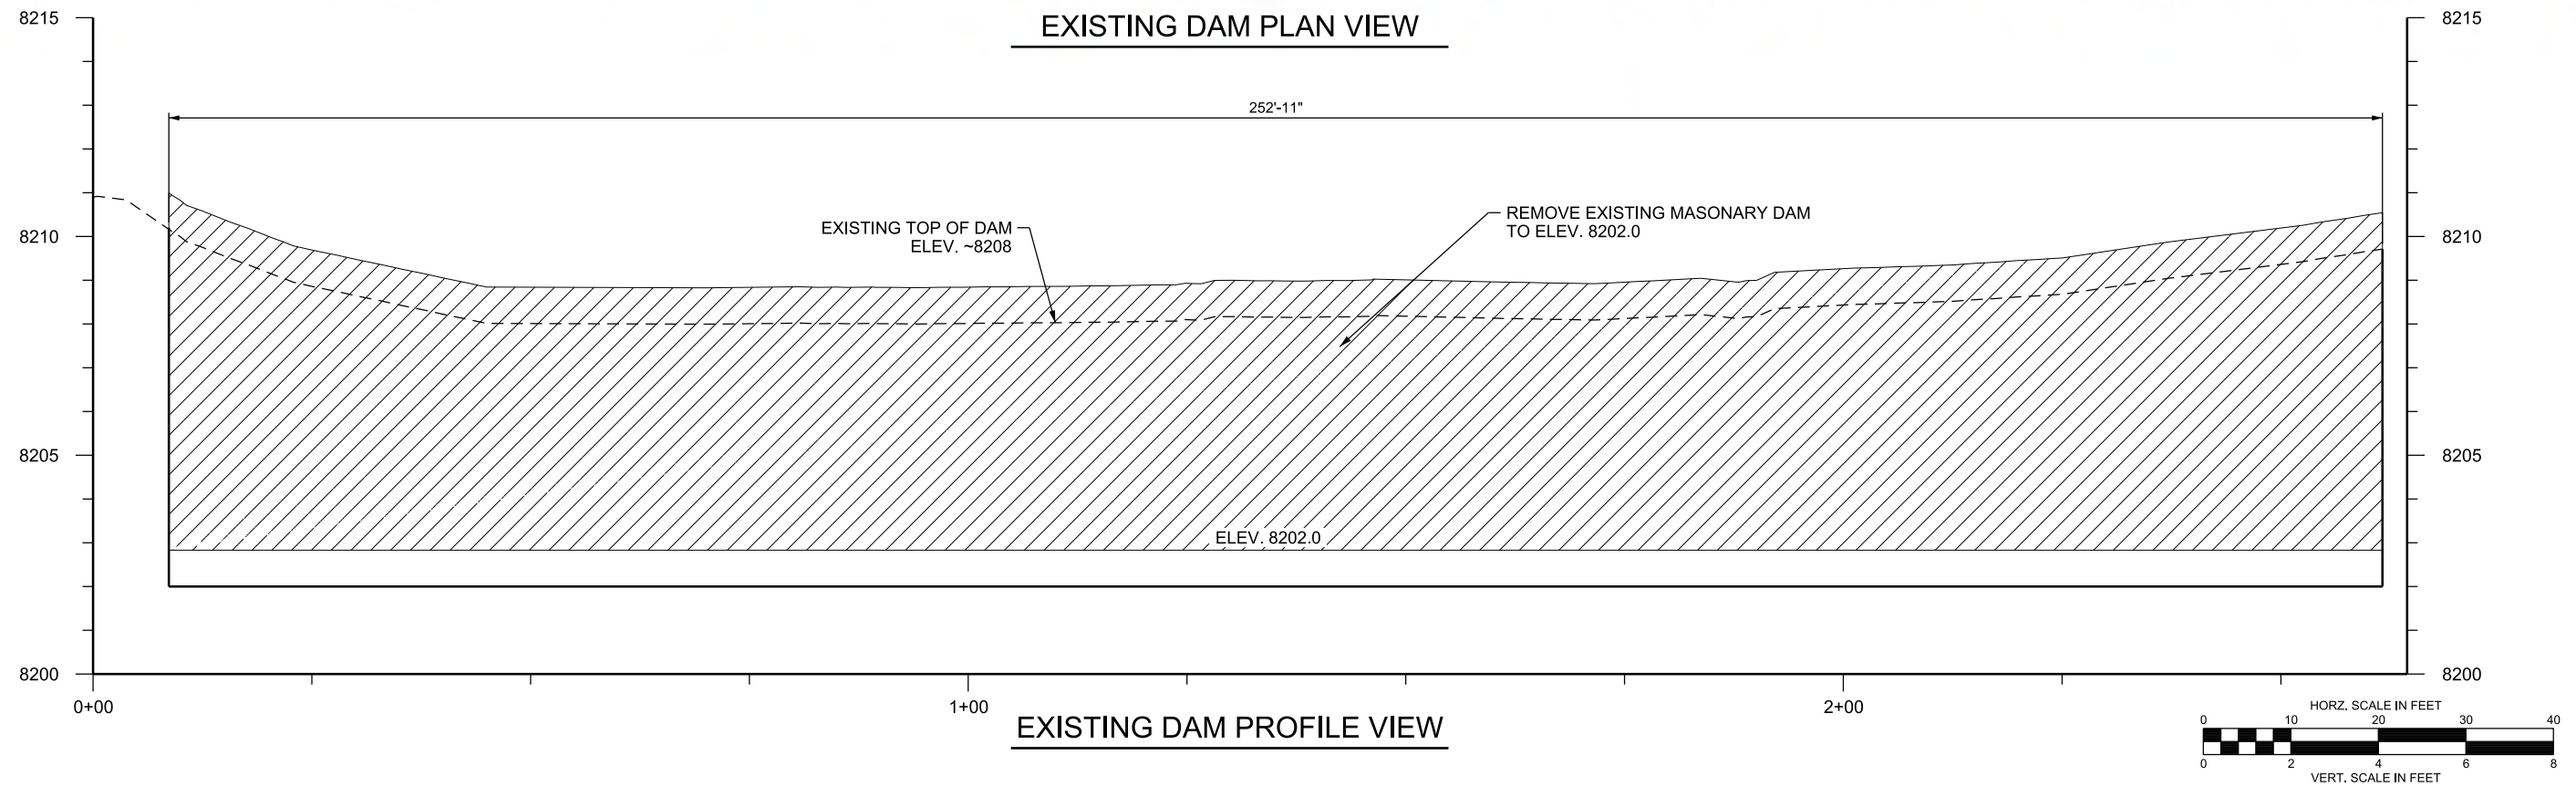 EXISTING DAM PLAN VIEW
8215
8215
252'-11"
EXISTING TOP OF DAM
ELEV. ~8208
REMOVE EXISTING MASONARY DAM
TO ELEV. 8202.0
8210
8210
8205
8205
ELEV. 8202.0
8200
8200
0+00
1+00
2+00
EXISTING DAM PROFILE VIEW
HORZ. SCALE IN FEET
0 10 20 30 40
0 2 4 6 8
VERT. SCALE IN FEET